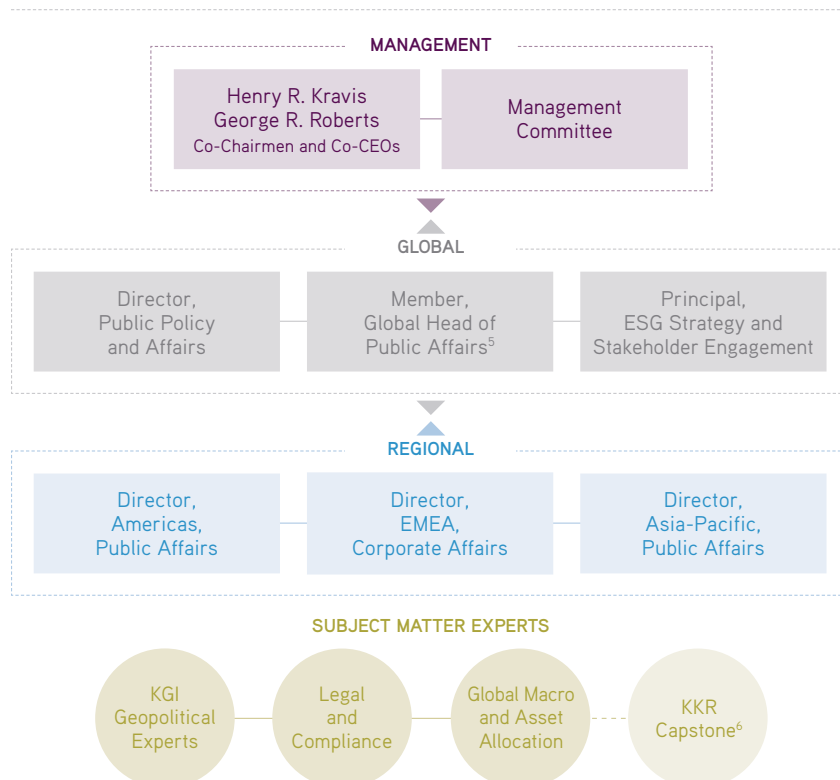 MANAGEMENT
Henry R. Kravis
George R. Roberts
Co-Chairmen and Co-CEOs
Management
Committee
GLOBAL
Director,
Public Policy
and Affairs
Member,
Global Head of
Public Affairs5
Principal,
ESG Strategy and
Stakeholder Engagement
REGIONAL
Director,
Americas,
Public Affairs
Director,
EMEA,
Corporate Affairs
Director,
Asia-Pacific,
Public Affairs
SUBJECT MATTER EXPERTS
KGI
Geopolitical
Experts
Legal
and
Compliance
Global Macro
and Asset
Allocation
KKR
Capstone6